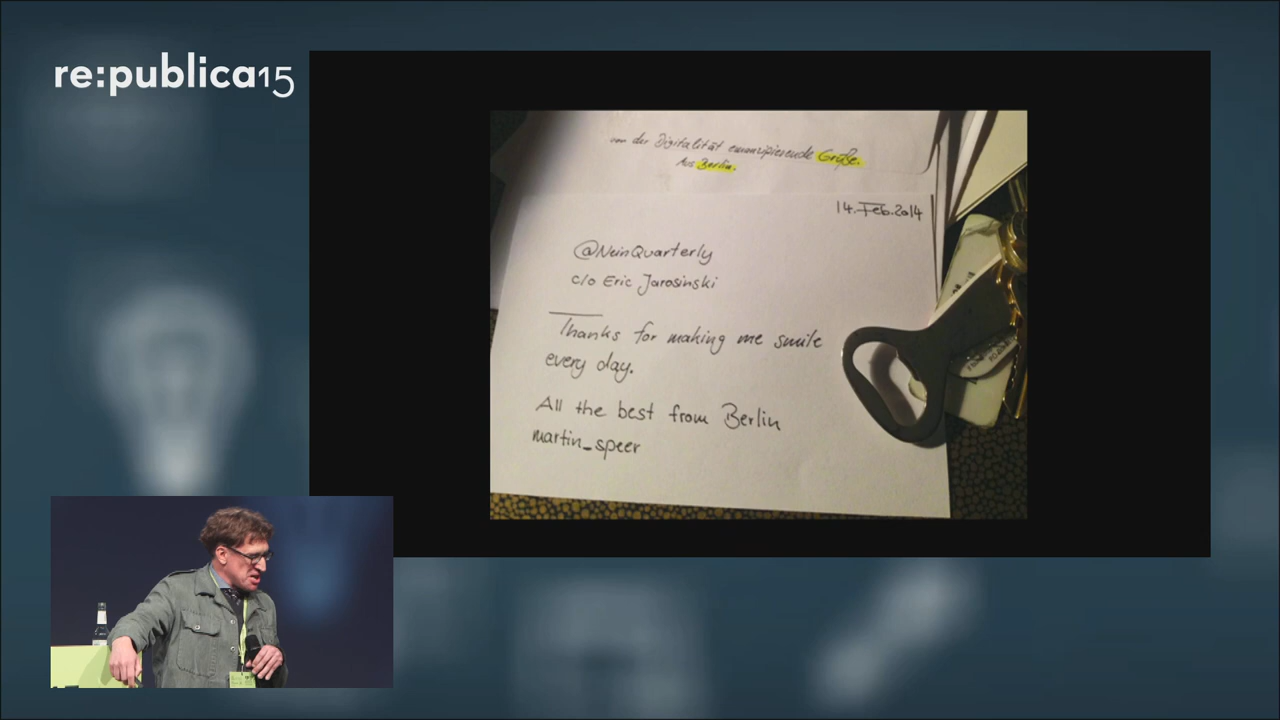 re:publica15
von der Digitalität emanzipierende Grüße.
Aus Berlin.
14. Feb. 2014
@NeinQuarterly
c/o Eric Jarosinski
Thanks for making me smile
every day.
All the best from Berlin
martin_speer